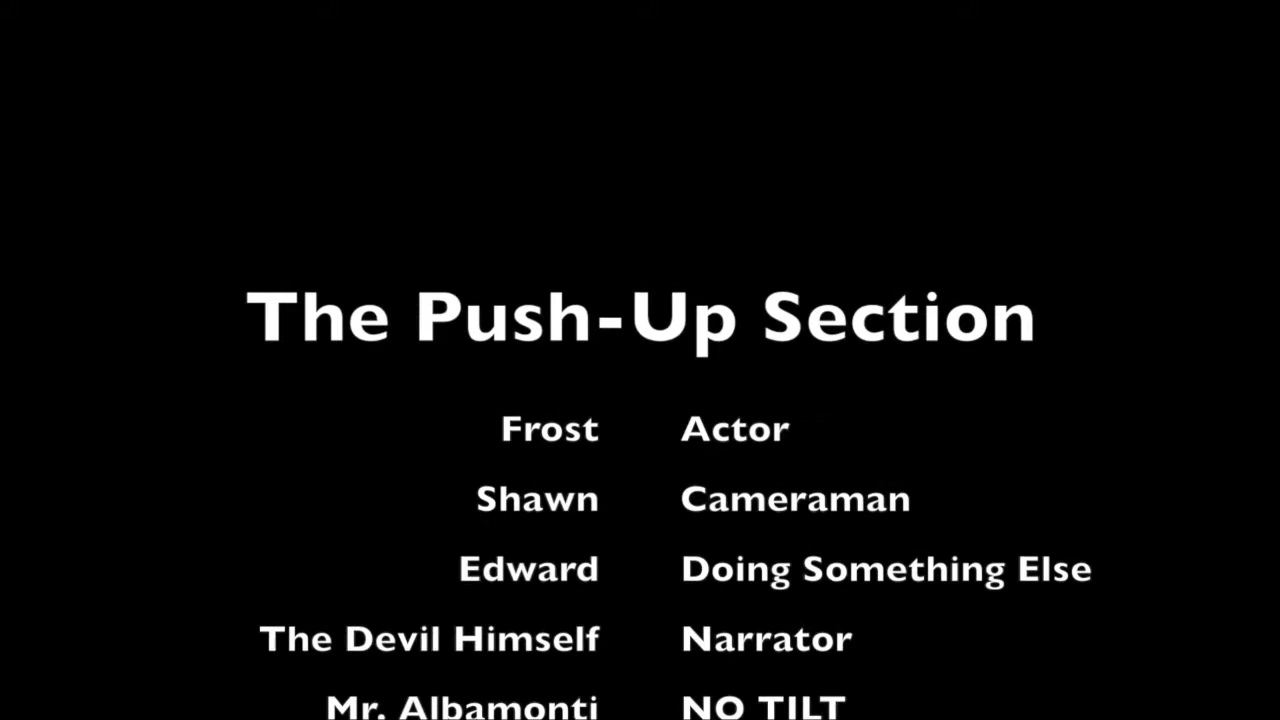 The Push-Up Section
Frost Actor
Shawn Cameraman
Edward Doing Something Else
The Devil Himself Narrator
Mr. Albamonti NO TILT